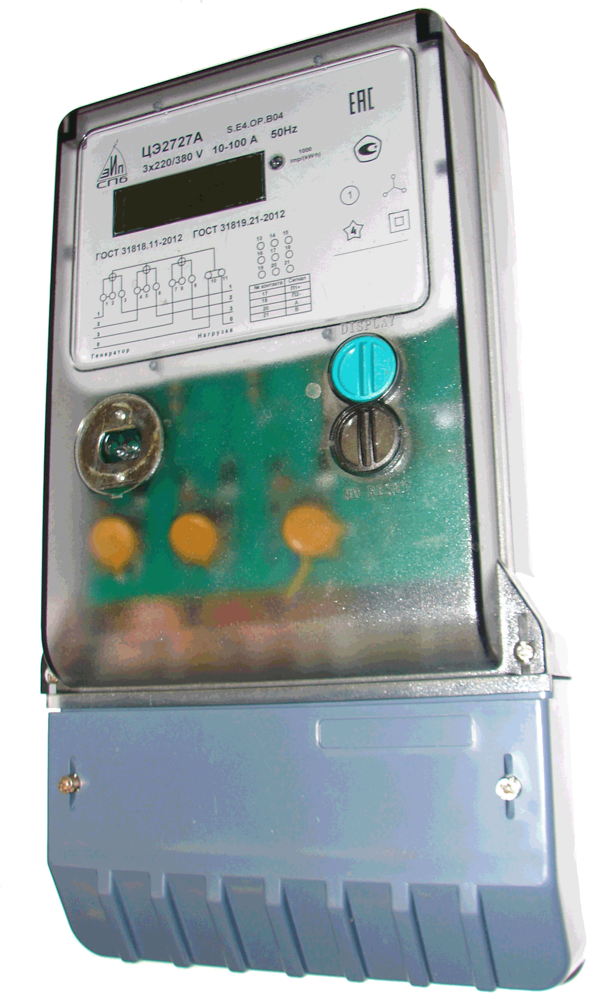 EAC
S.E4.OP.B04
ЦЭ2727А
3x220/380 V 10-100 A 50Hz
ЗИП
СПб
1000
imp/(kW·h)
1
4
ГОСТ 31818.11-2012 ГОСТ 31819.21-2012
13 14 15
16 17 18
19 20 21
1 2 3 4 5 6 7 8 9 10 11
1
2
3
0
1
2
3
0
Генератор
Нагрузка
№ контакта Сигнал
17 П1+
18 П2-
20 А
21 В
DISPLAY
MD RESET